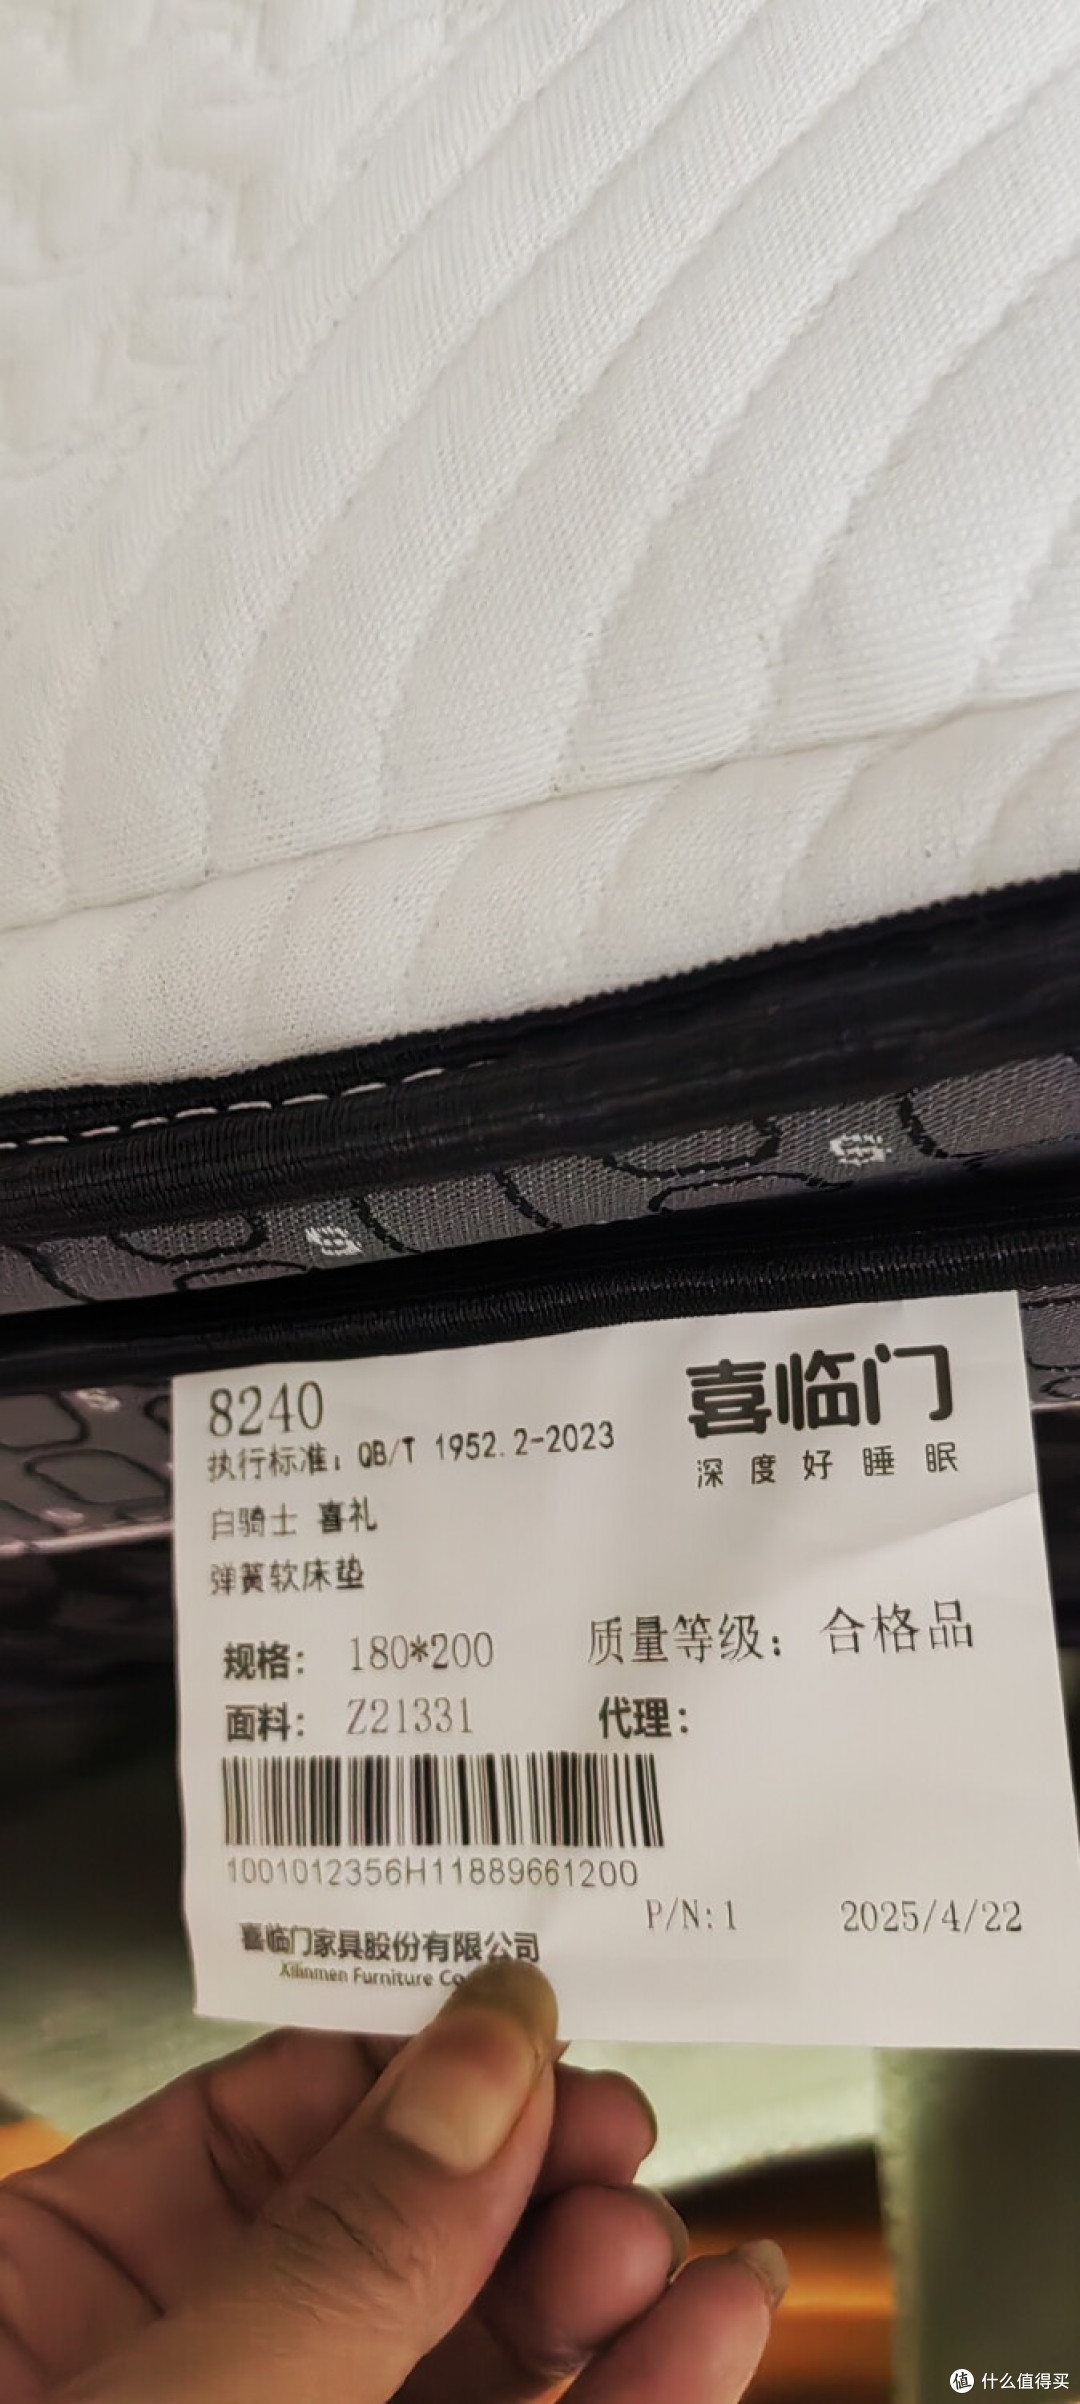 8240
喜临门
深度好睡眠
执行标准：QB/T 1952.2-2023
白骑士 喜礼
弹簧软床垫
规格： 180*200
质量等级：合格品
面料： Z21331
代理：
1001012356H11889661200
P/N:1
2025/4/22
喜临门家具股份有限公司
Xilinmen Furniture Co
值 什么值得买